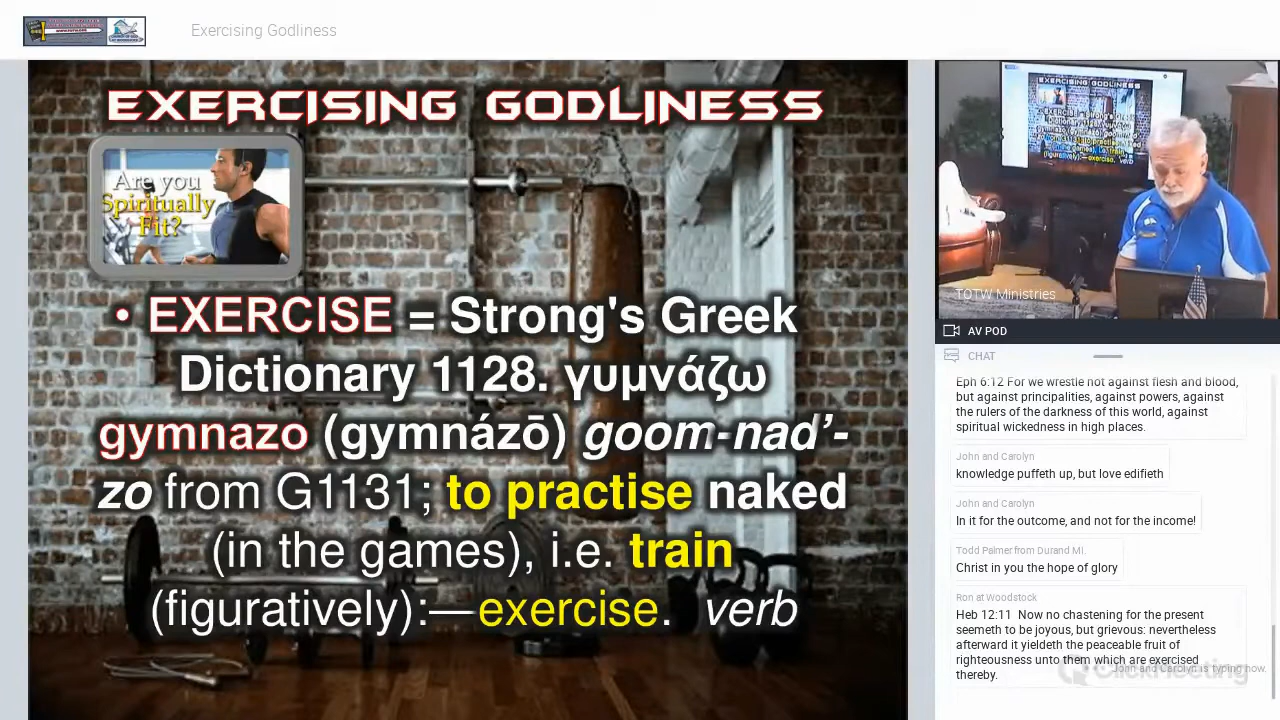 Exercising Godliness
EXERCISING GODLINESS
Are you
Spiritually
Fit?
• EXERCISE = Strong's Greek
Dictionary 1128. γυμνάζω
gymnazo (gymnázō) goom-nad’-
zo from G1131; to practise naked
(in the games), i.e. train
(figuratively):—exercise. verb
TOTW Ministries
AV POD
CHAT
Eph 6:12 For we wrestle not against flesh and blood,
but against principalities, against powers, against
the rulers of the darkness of this world, against
spiritual wickedness in high places.
John and Carolyn
knowledge puffeth up, but love edifieth
John and Carolyn
In it for the outcome, and not for the income!
Todd Palmer from Durand MI.
Christ in you the hope of glory
Ron at Woodstock
Heb 12:11 Now no chastening for the present
seemeth to be joyous, but grievous: nevertheless
afterward it yieldeth the peaceable fruit of
righteousness unto them which are exercised
thereby.
John and Carolyn is typing now.
ClickMeeting